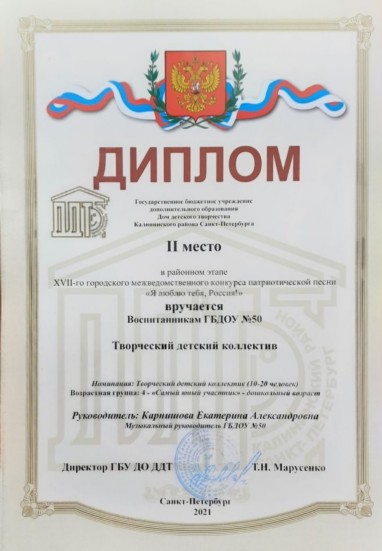 ДИПЛОМ
Государственное бюджетное учреждение
дополнительного образования
Дом детского творчества
Калининского района Санкт-Петербурга
II место
в районном этапе
XVII-го городского межведомственного конкурса патриотической песни
«Я люблю тебя, Россия!»
вручается
Воспитанникам ГБДОУ №50
Творческий детский коллектив
Номинация: Творческий детский коллектив (10-20 человек)
Возрастная группа: 4 - «Самый юный участник» - дошкольный возраст
Руководитель: Карнишова Екатерина Александровна
Музыкальный руководитель ГБДОУ №50
Директор ГБУ ДО ДДТ Т.И. Марусенко
Санкт-Петербург
2021